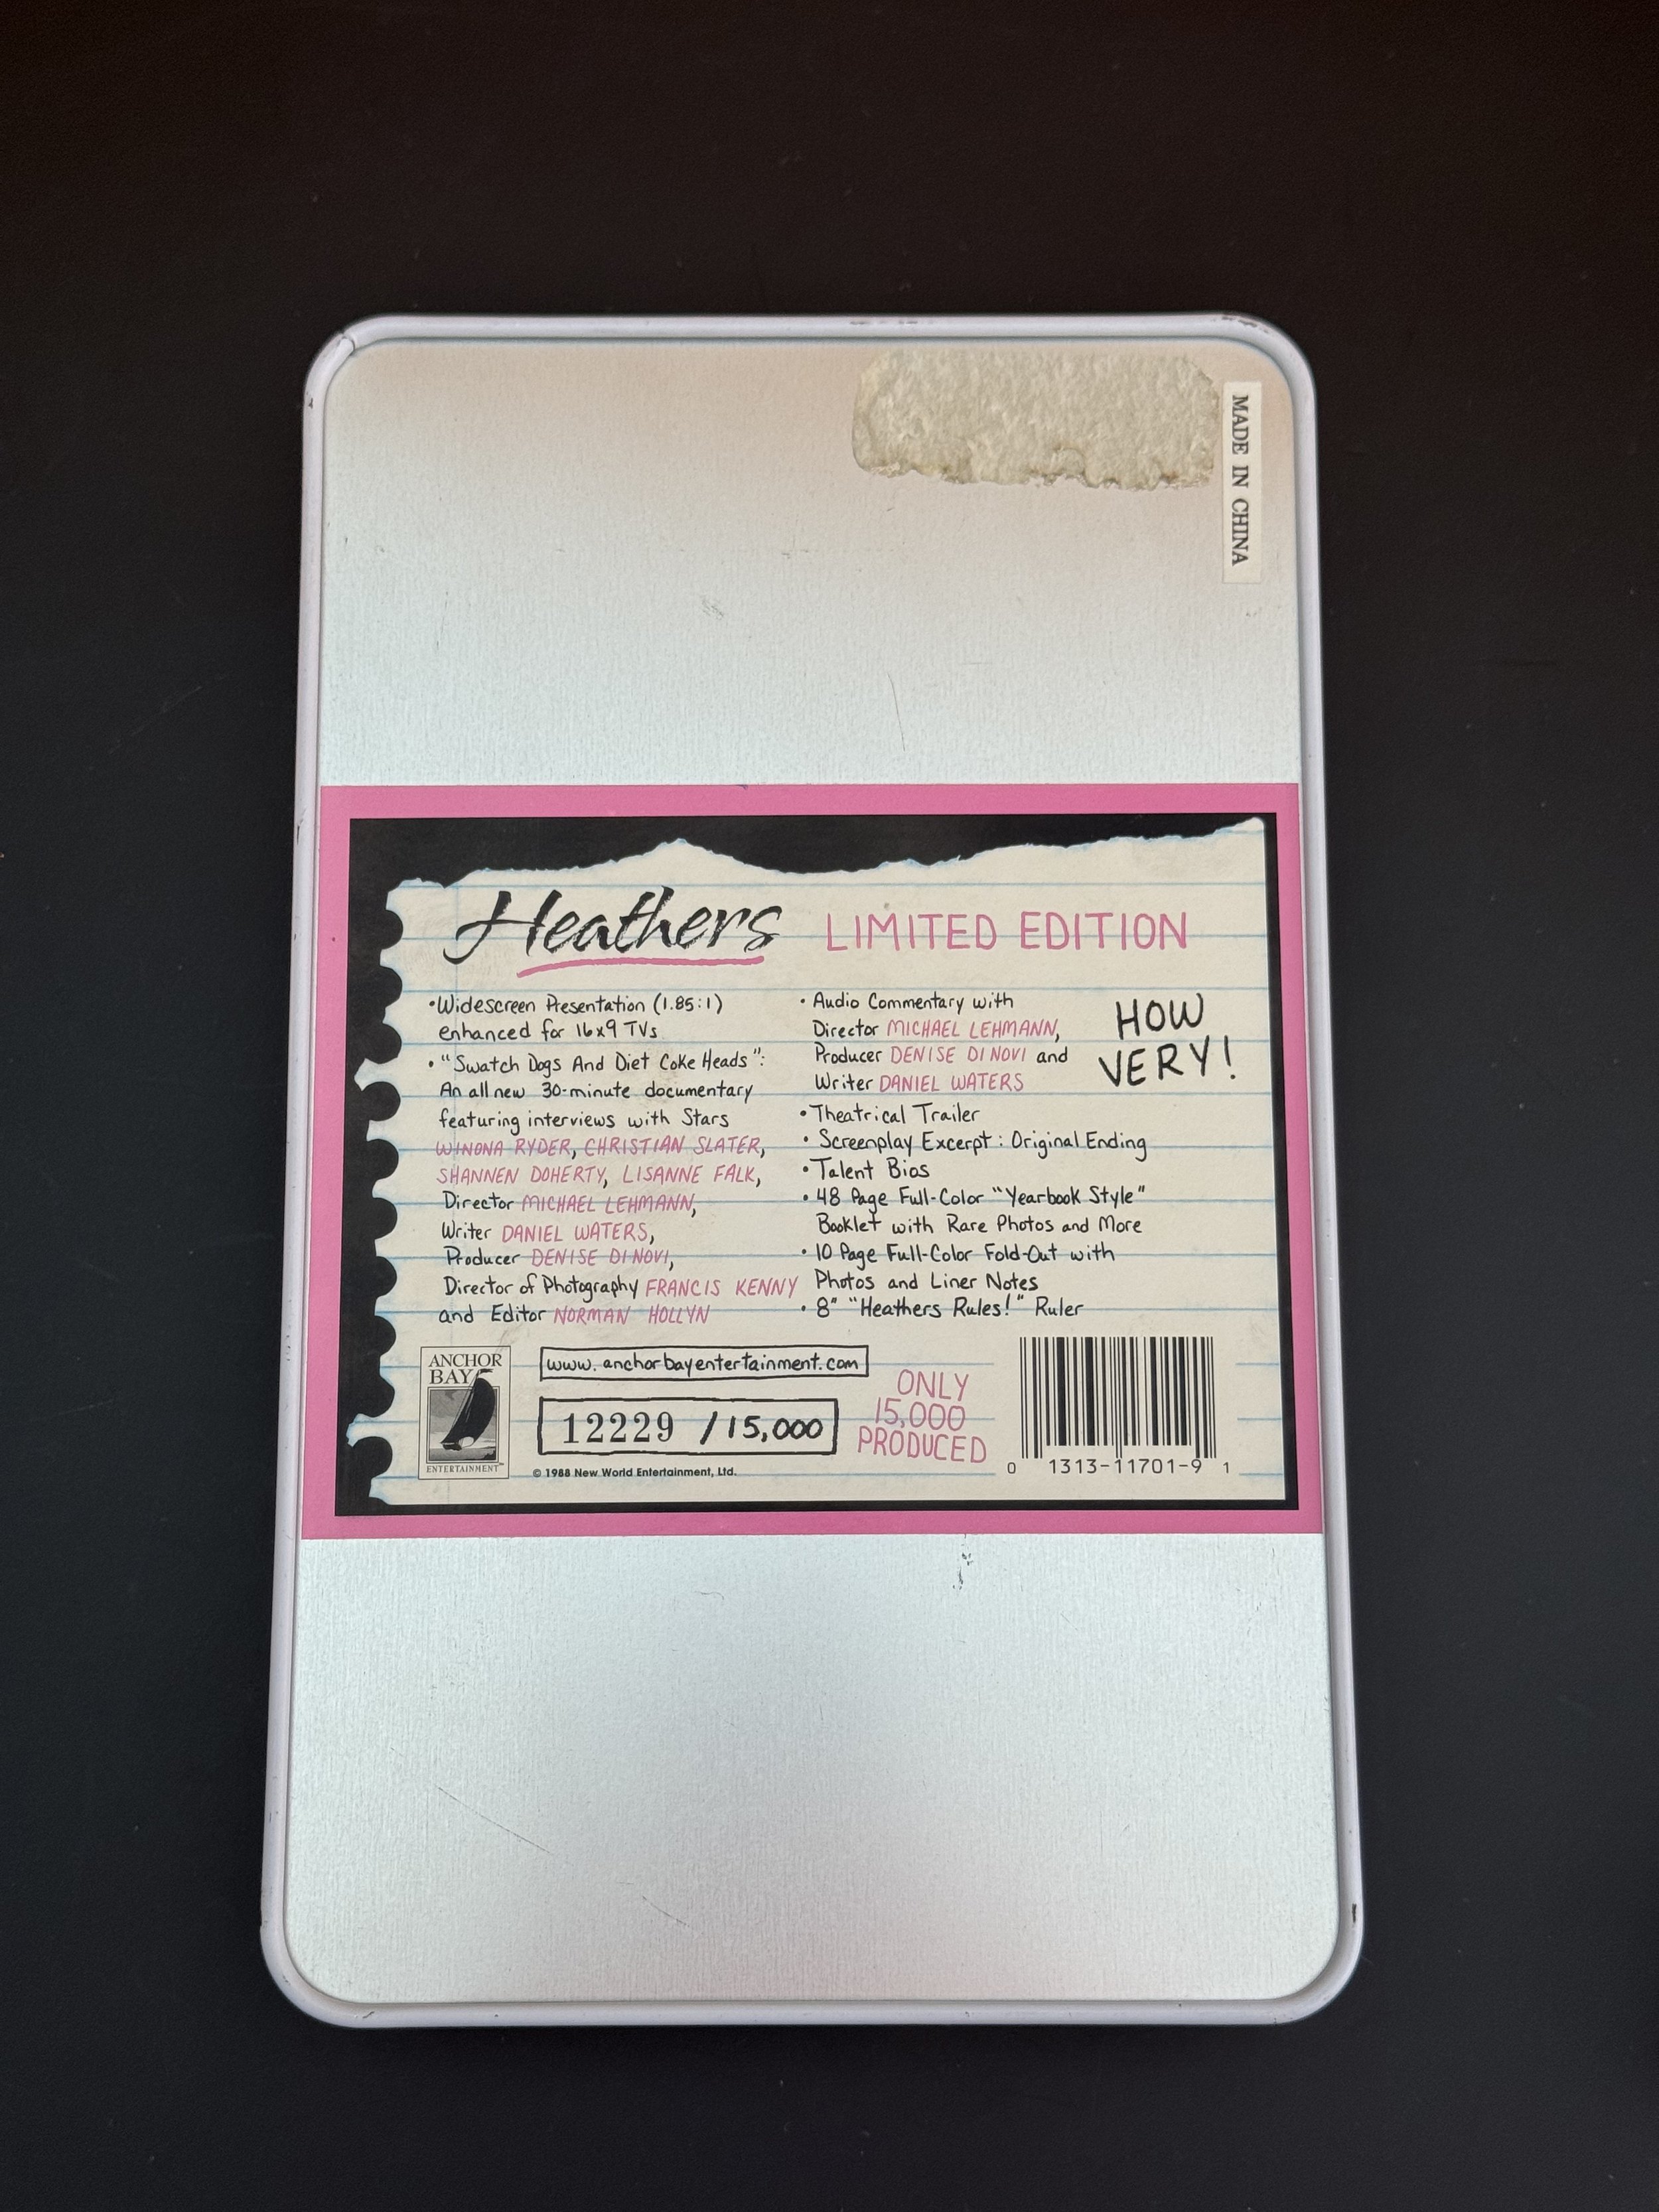 MADE IN CHINA
Heathers LIMITED EDITION
•Widescreen Presentation (1.85:1)
enhanced for 16x9 TVs
•"Swatch Dogs And Diet Coke Heads":
An all new 30-minute documentary
featuring interviews with Stars
WINONA RYDER, CHRISTIAN SLATER,
SHANNEN DOHERTY, LISANNE FALK,
Director MICHAEL LEHMANN,
Writer DANIEL WATERS,
Producer DENISE DI NOVI,
Director of Photography FRANCIS KENNY
and Editor NORMAN HOLLYN
• Audio Commentary with
Director MICHAEL LEHMANN,
Producer DENISE DI NOVI and
Writer DANIEL WATERS
• Theatrical Trailer
• Screenplay Excerpt: Original Ending
• Talent Bios
• 48 Page Full-Color "Yearbook Style"
Booklet with Rare Photos and More
• 10 Page Full-Color Fold-Out with
Photos and Liner Notes
• 8" "Heathers Rules!" Ruler
HOW
VERY!
ANCHOR
BAY
ENTERTAINMENT™
www.anchorbayentertainment.com
12229 /15,000
© 1988 New World Entertainment, Ltd.
ONLY
15,000
PRODUCED
0 1313-11701-9 1